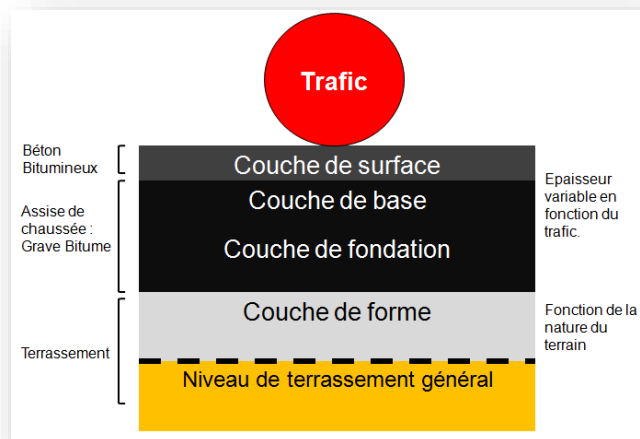 Trafic
Béton
Bitumineux
Couche de surface
Couche de base
Assise de
chaussée :
Grave Bitume
Couche de fondation
Epaisseur
variable en
fonction du
trafic.
Couche de forme
Terrassement
Fonction de la
nature du
terrain
Niveau de terrassement général